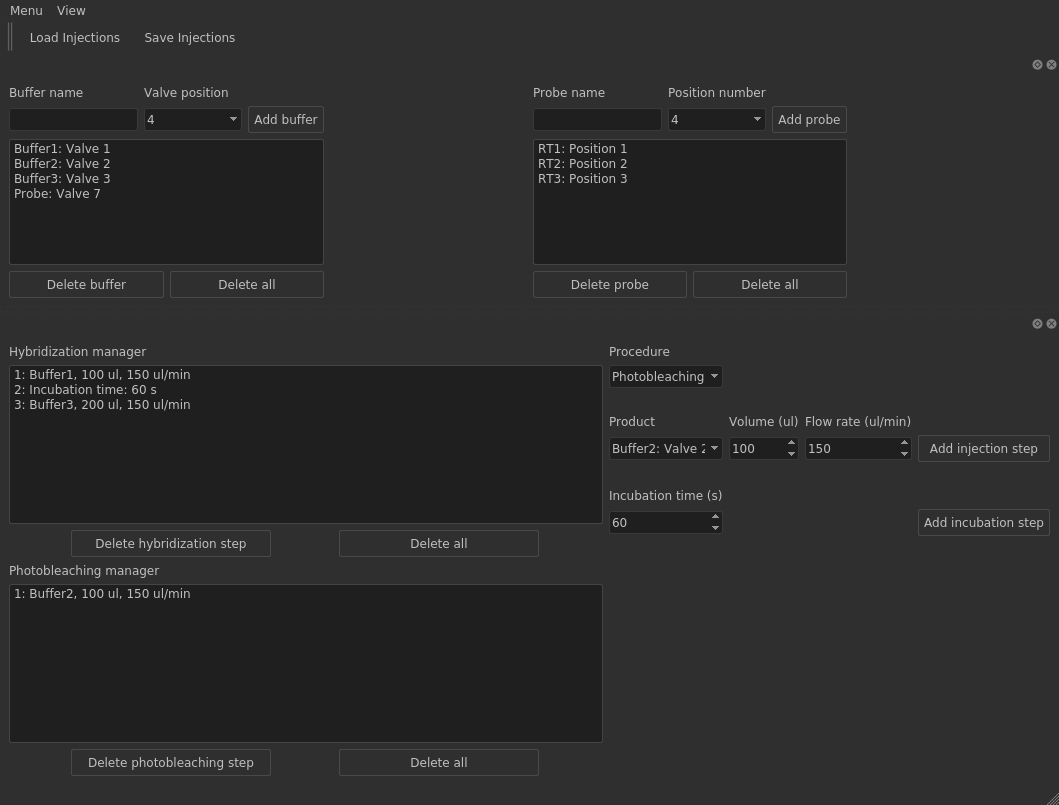 Menu View
Load Injections Save Injections
Buffer name Valve position
4 Add buffer
Buffer1: Valve 1
Buffer2: Valve 2
Buffer3: Valve 3
Probe: Valve 7
Delete buffer Delete all
Probe name Position number
4 Add probe
RT1: Position 1
RT2: Position 2
RT3: Position 3
Delete probe Delete all
Hybridization manager
1: Buffer1, 100 ul, 150 ul/min
2: Incubation time: 60 s
3: Buffer3, 200 ul, 150 ul/min
Delete hybridization step Delete all
Photobleaching manager
1: Buffer2, 100 ul, 150 ul/min
Delete photobleaching step Delete all
Procedure
Photobleaching
Product Volume (ul) Flow rate (ul/min)
Buffer2: Valve 2 100 150 Add injection step
Incubation time (s)
60 Add incubation step